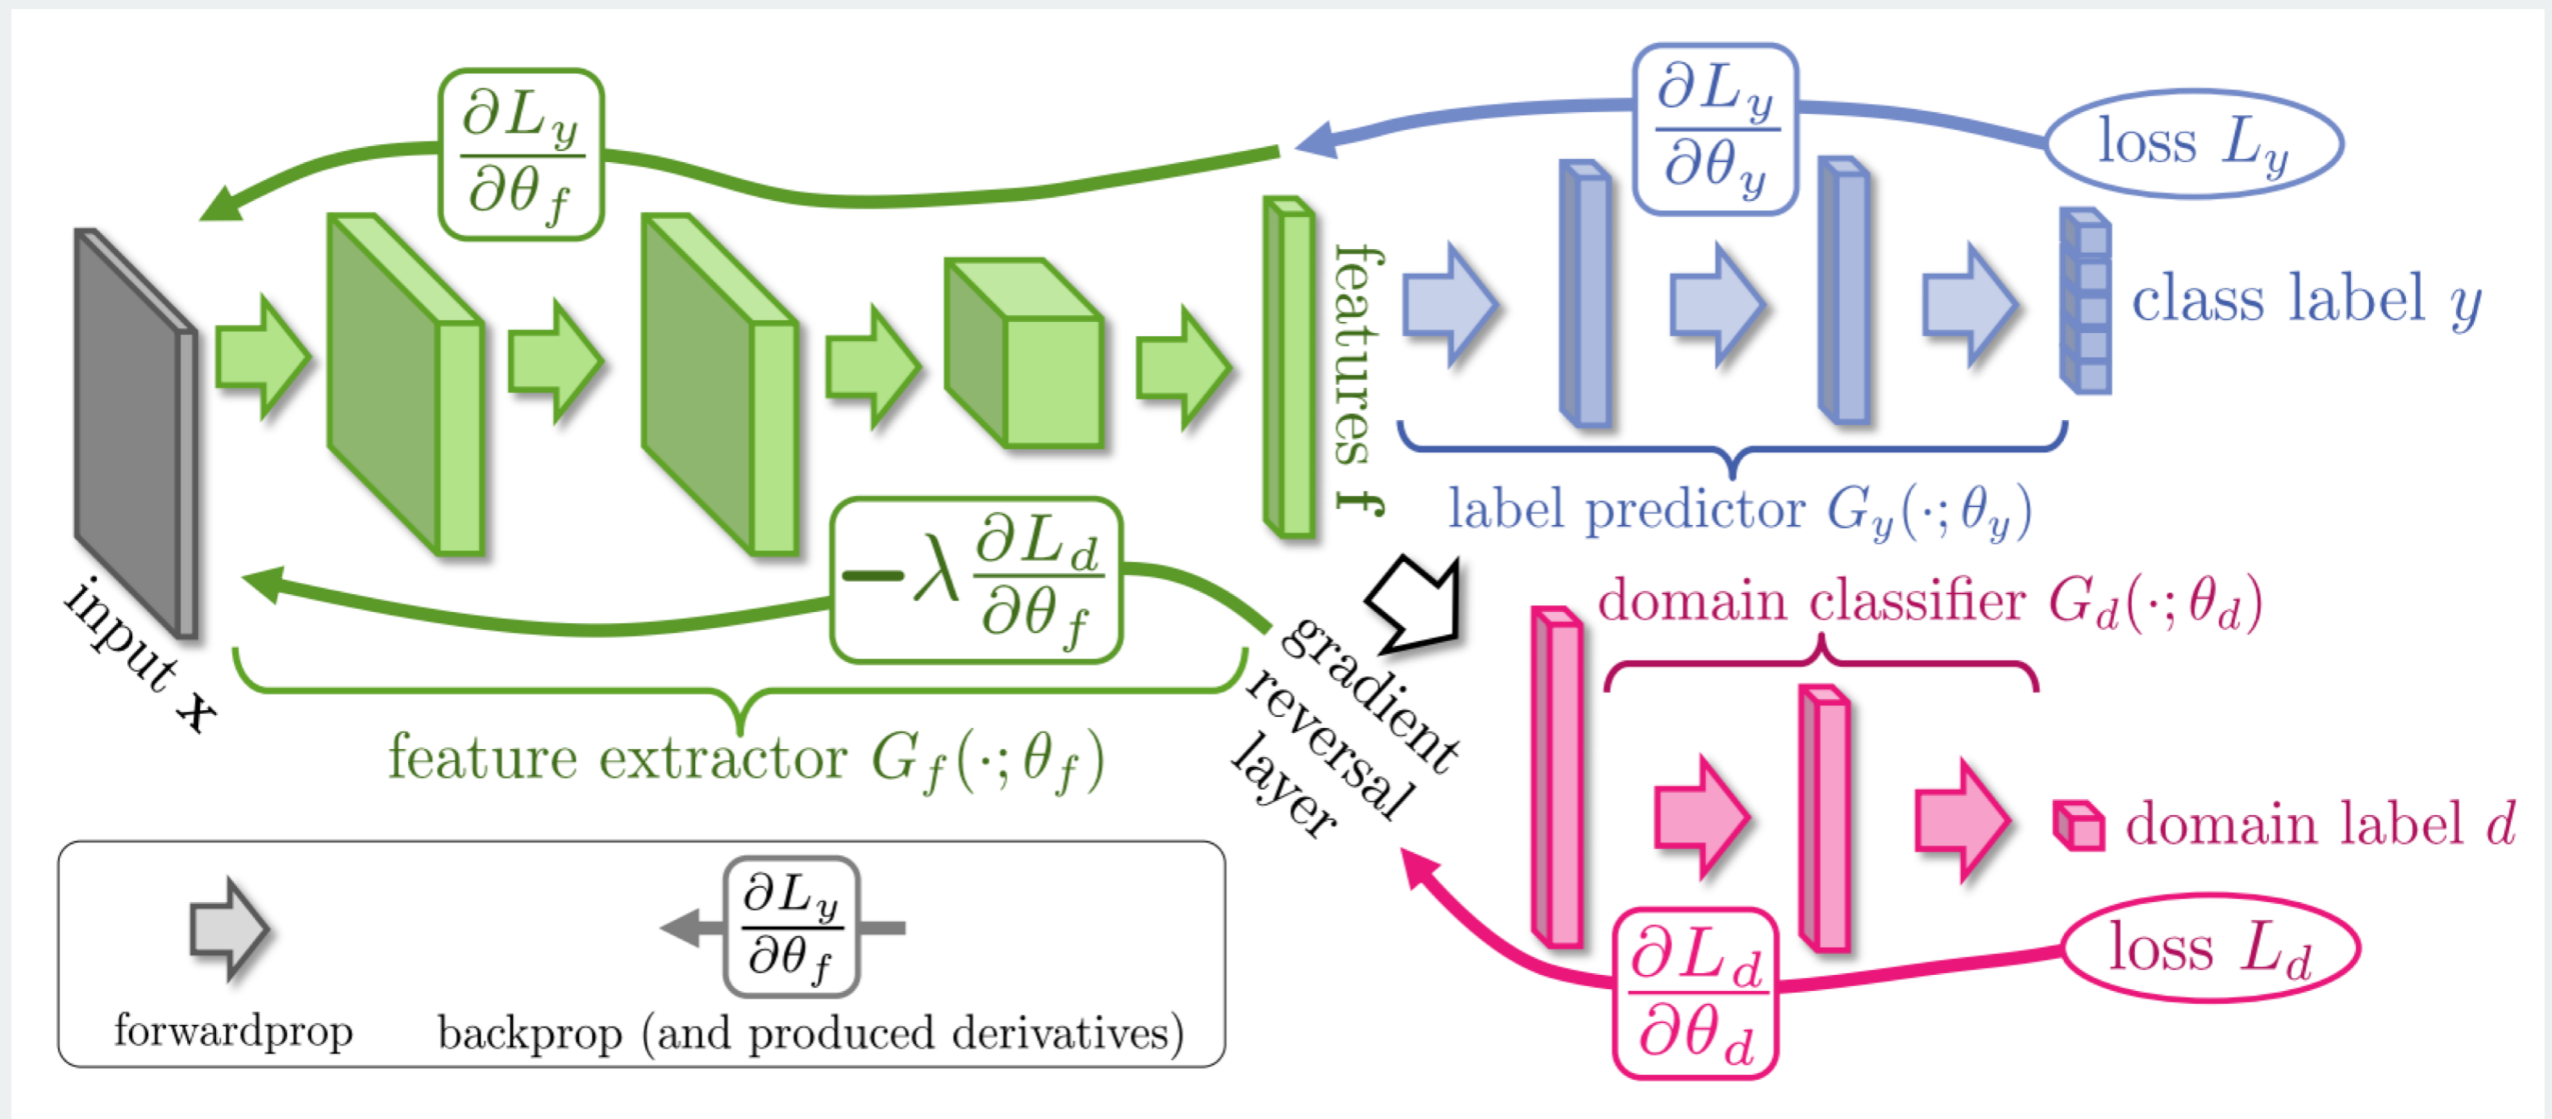 ∂L_y
∂θ_f
∂L_y
∂θ_y
loss L_y
features f
class label y
label predictor G_y(·; θ_y)
−λ ∂L_d
∂θ_f
input x
feature extractor G_f(·; θ_f)
gradient
reversal
layer
domain classifier G_d(·; θ_d)
domain label d
loss L_d
∂L_d
∂θ_d
∂L_y
∂θ_f
forwardprop
backprop (and produced derivatives)